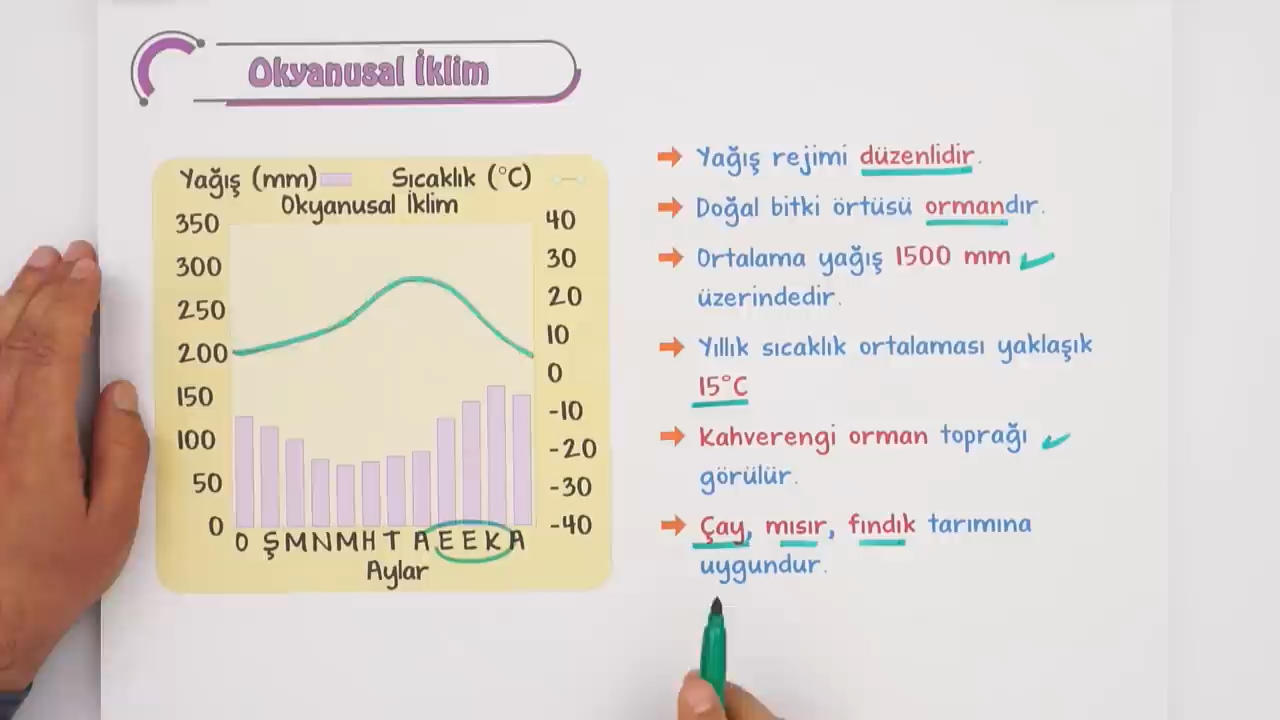 Okyanusal İklim
Yağış (mm) Sıcaklık (°C)
Okyanusal İklim
350 40
300 30
250 20
200 10
150 0
100 -10
50 -20
0 -30
-40
O Ş M N M H T A E E K A
Aylar
Yağış rejimi düzenlidir.
Doğal bitki örtüsü ormandır.
Ortalama yağış 1500 mm
üzerindedir.
Yıllık sıcaklık ortalaması yaklaşık
15°C
Kahverengi orman toprağı
görülür.
Çay, mısır, fındık tarımına
uygundur.